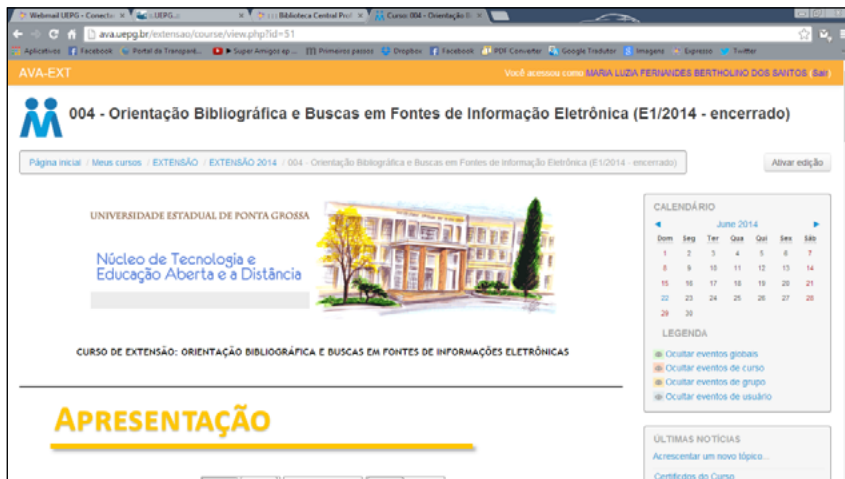 Webmail UEPG - Conecto
UEPG
Biblioteca Central Prof
Curso: 004 - Orientação B
ava.uepg.br/extensao/course/view.php?id=51
Aplicativos Facebook Portal da Transparê... Super Amigos ep... Primeiros passos Dropbox Facebook PDF Converter Google Tradutor Imagens Expresso Twitter
AVA-EXT
Você acessou como MARIA LUZIA FERNANDES BERTHOLINO DOS SANTOS (Sair)
004 - Orientação Bibliográfica e Buscas em Fontes de Informação Eletrônica (E1/2014 - encerrado)
Página inicial / Meus cursos / EXTENSÃO / EXTENSÃO 2014 / 004 - Orientação Bibliográfica e Buscas em Fontes de Informação Eletrônica (E1/2014 - encerrado)
Ativar edição
UNIVERSIDADE ESTADUAL DE PONTA GROSSA
Núcleo de Tecnologia e
Educação Aberta e a Distância
CURSO DE EXTENSÃO: ORIENTAÇÃO BIBLIOGRÁFICA E BUSCAS EM FONTES DE INFORMAÇÕES ELETRÔNICAS
APRESENTAÇÃO
CALENDÁRIO
June 2014
Dom Seg Ter Qua Qui Sex Sáb
1 2 3 4 5 6 7
8 9 10 11 12 13 14
15 16 17 18 19 20 21
22 23 24 25 26 27 28
29 30
LEGENDA
Ocultar eventos globais
Ocultar eventos de curso
Ocultar eventos de grupo
Ocultar eventos de usuário
ÚLTIMAS NOTÍCIAS
Acrescentar um novo tópico...
Certificdos do Curso